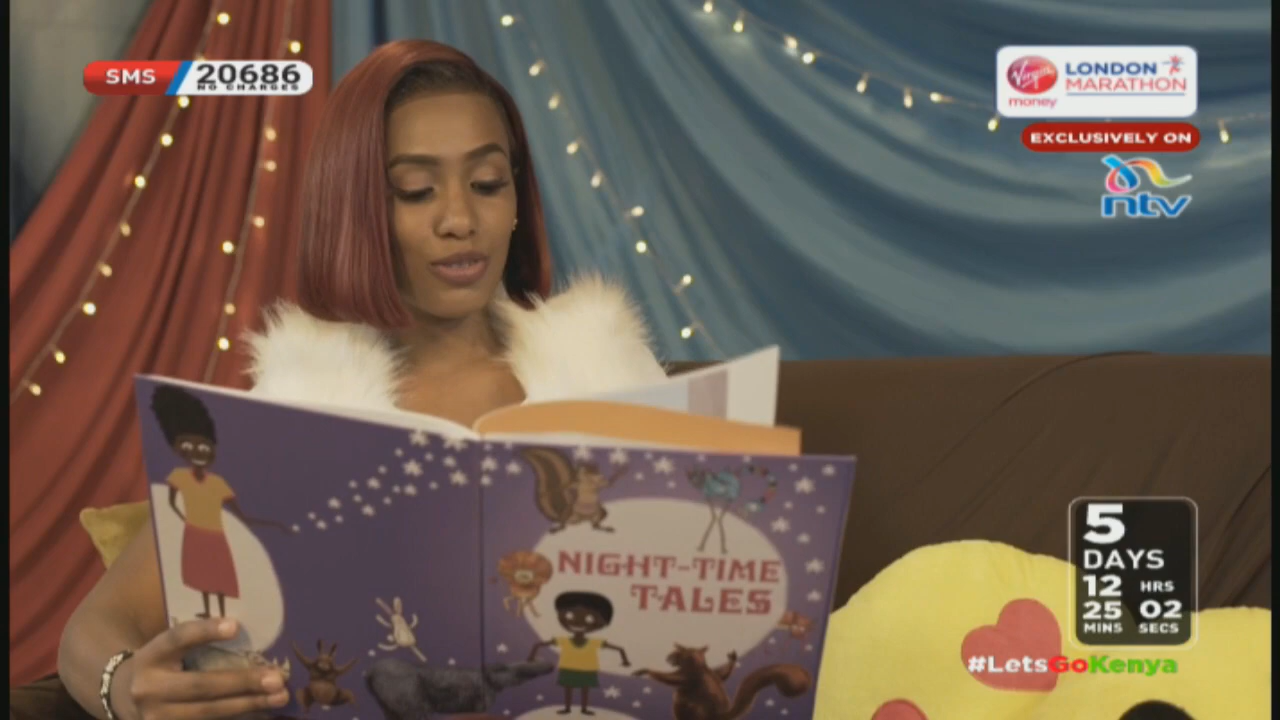 SMS 20686
NO CHARGES
Virgin money
LONDON
MARATHON
EXCLUSIVELY ON
ntv
NIGHT-TIME
TALES
5
DAYS
12 HRS
25 02
MINS SECS
#LetsGoKenya